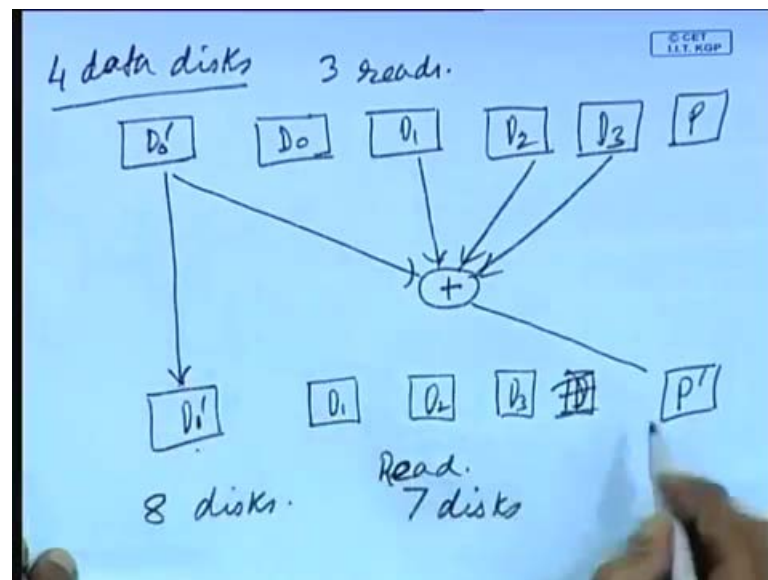 © CET
I.I.T. KGP
4 data disks 3 reads.
D₀' D₀ D₁ D₂ D₃ P
+
D₀' D₁ D₂ D₃ P'
Read.
8 disks. 7 disks